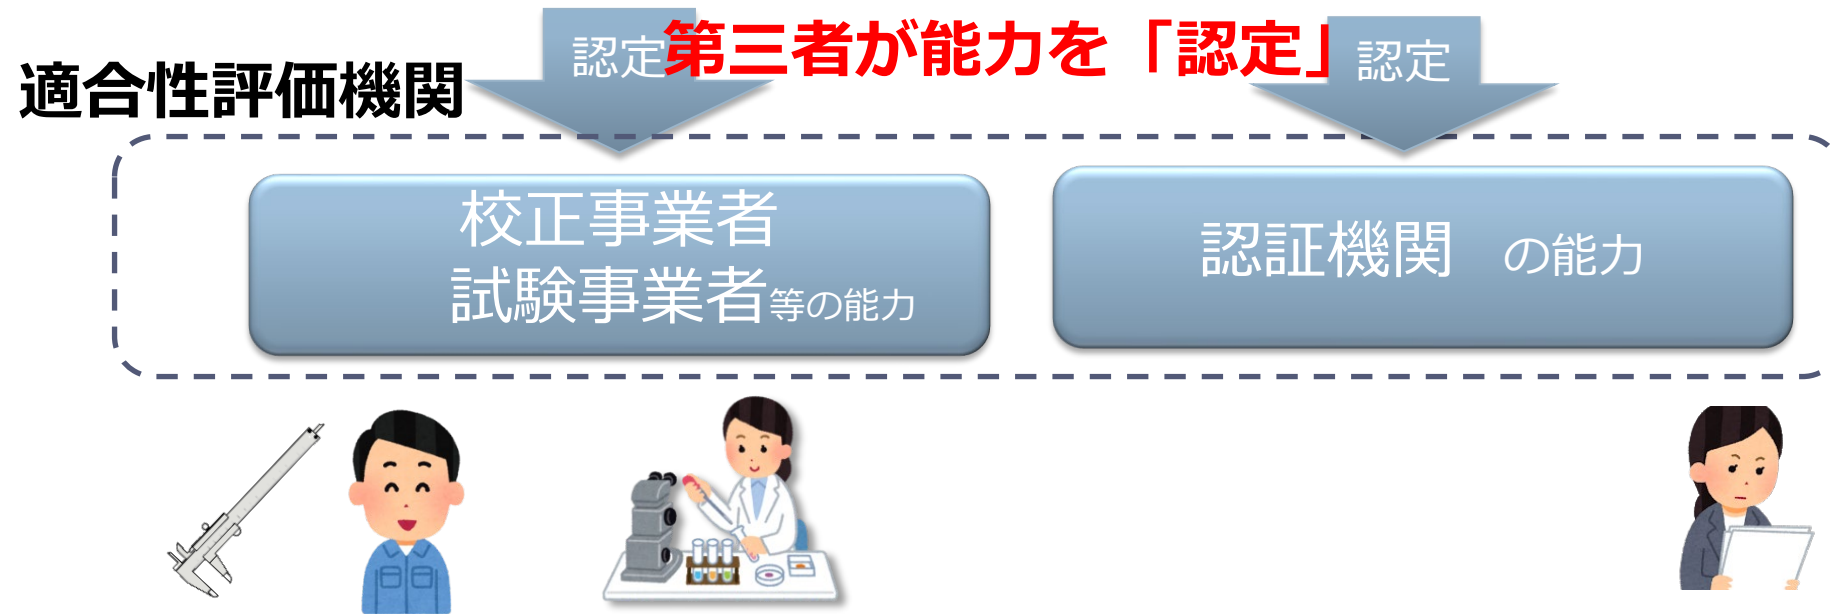 認定
第三者が能力を「認定」
認定
適合性評価機関
校正事業者
試験事業者等の能力
認証機関　の能力